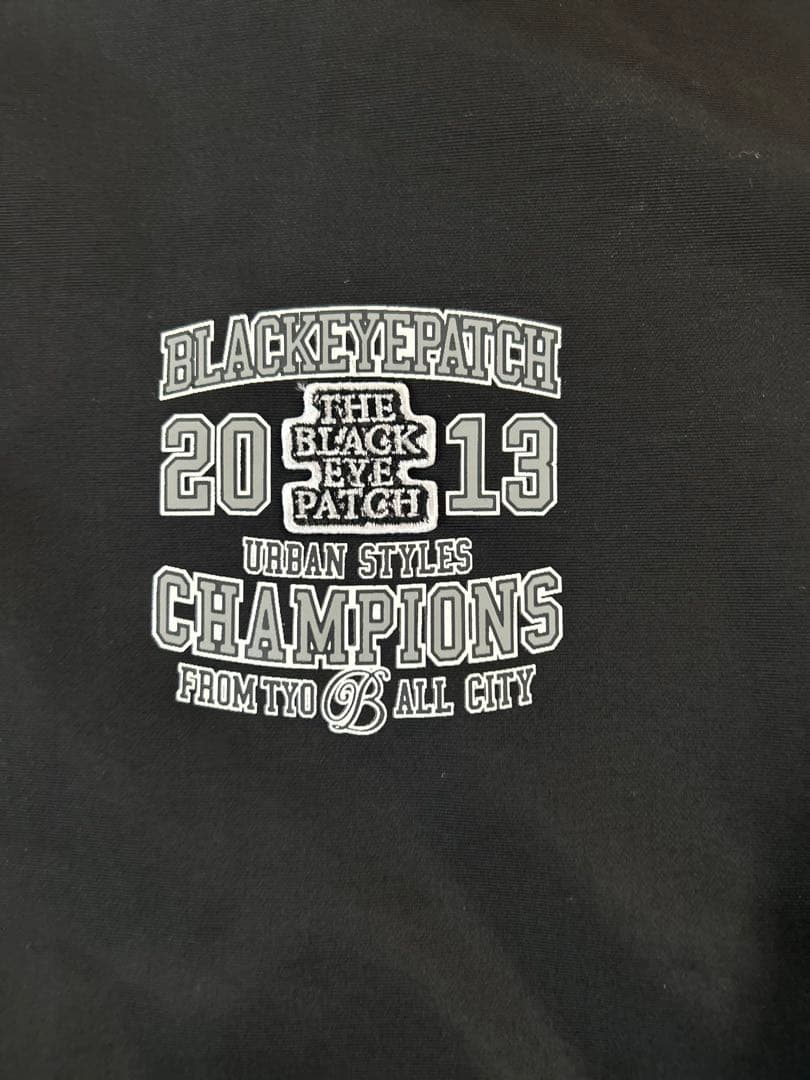 BLACKEYEPATCH
20 13
THE
BLACK
EYE
PATCH
URBAN STYLES
CHAMPIONS
FROM TYO B ALL CITY